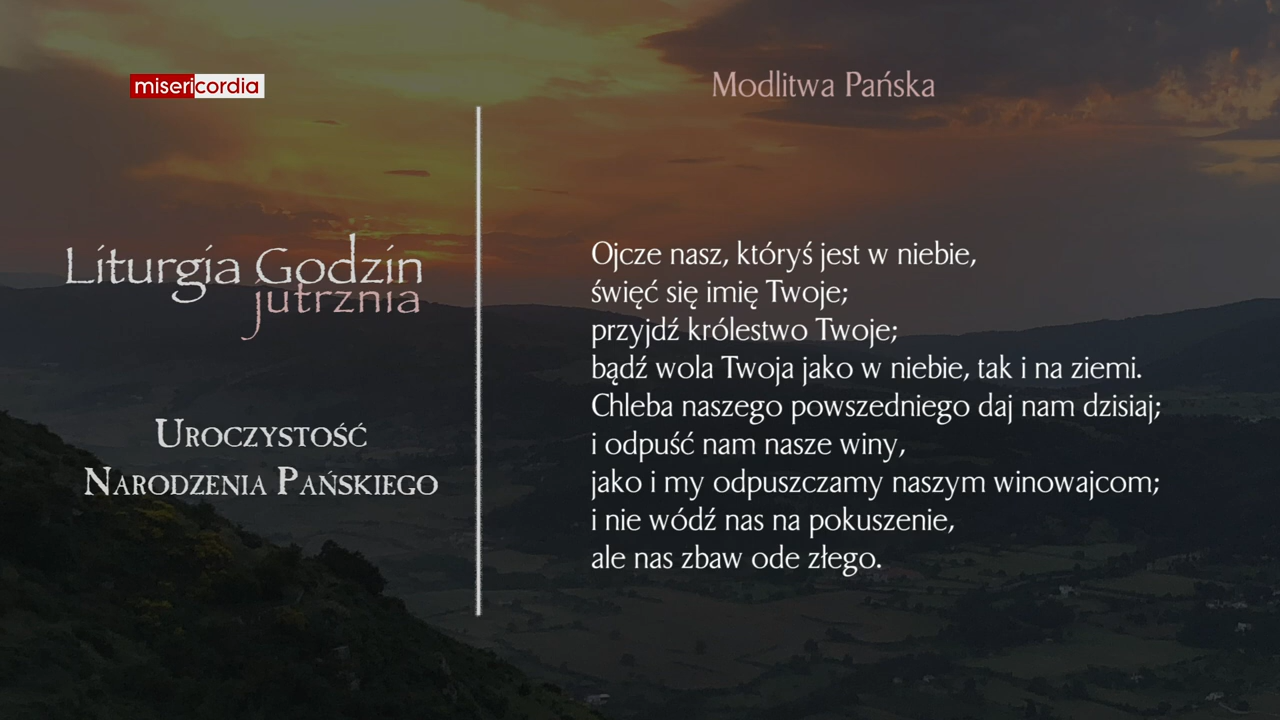 misericordia
Liturgia Godzin
jutrznia
Uroczystość
Narodzenia Pańskiego
Modlitwa Pańska
Ojcze nasz, któryś jest w niebie,
święć się imię Twoje;
przyjdź królestwo Twoje;
bądź wola Twoja jako w niebie, tak i na ziemi.
Chleba naszego powszedniego daj nam dzisiaj;
i odpuść nam nasze winy,
jako i my odpuszczamy naszym winowajcom;
i nie wódź nas na pokuszenie,
ale nas zbaw ode złego.